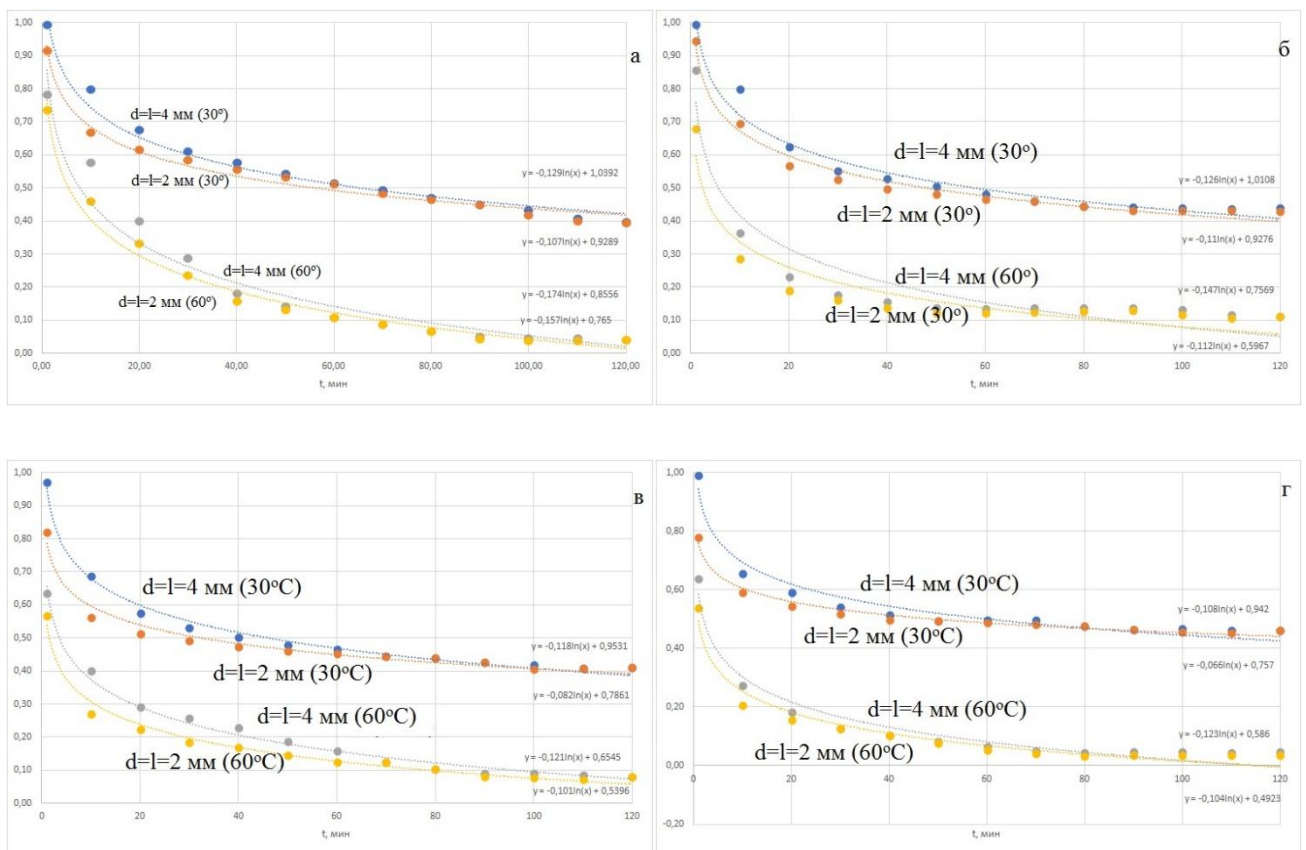 1,00
0,90
0,80
0,70
0,60
0,50
0,40
0,30
0,20
0,10
0,00
а
d=l=4 мм (30°)
d=l=2 мм (30°)
d=l=4 мм (60°)
d=l=2 мм (60°)
y = -0,129ln(x) + 1,0392
y = -0,107ln(x) + 0,9289
y = -0,174ln(x) + 0,8556
y = -0,157ln(x) + 0,765
0,00 20,00 40,00 60,00 80,00 100,00 120,00
t, мин
1,00
0,90
0,80
0,70
0,60
0,50
0,40
0,30
0,20
0,10
0,00
б
d=l=4 мм (30°)
d=l=2 мм (30°)
d=l=4 мм (60°)
d=l=2 мм (30°)
y = -0,126ln(x) + 1,0108
y = -0,11ln(x) + 0,9276
y = -0,147ln(x) + 0,7569
y = -0,112ln(x) + 0,5967
0 20 40 60 80 100 120
t, мин
1,00
0,90
0,80
0,70
0,60
0,50
0,40
0,30
0,20
0,10
0,00
в
d=l=4 мм (30°C)
d=l=2 мм (30°C)
d=l=4 мм (60°C)
d=l=2 мм (60°C)
y = -0,118ln(x) + 0,9531
y = -0,082ln(x) + 0,7861
y = -0,121ln(x) + 0,6545
y = -0,101ln(x) + 0,5396
0 20 40 60 80 100 120
t, мин
1,00
0,80
0,60
0,40
0,20
0,00
-0,20
г
d=l=4 мм (30°C)
d=l=2 мм (30°C)
d=l=4 мм (60°C)
d=l=2 мм (60°C)
y = -0,108ln(x) + 0,942
y = -0,066ln(x) + 0,757
y = -0,123ln(x) + 0,586
y = -0,104ln(x) + 0,4923
0 20 40 60 80 100 120
t, мин